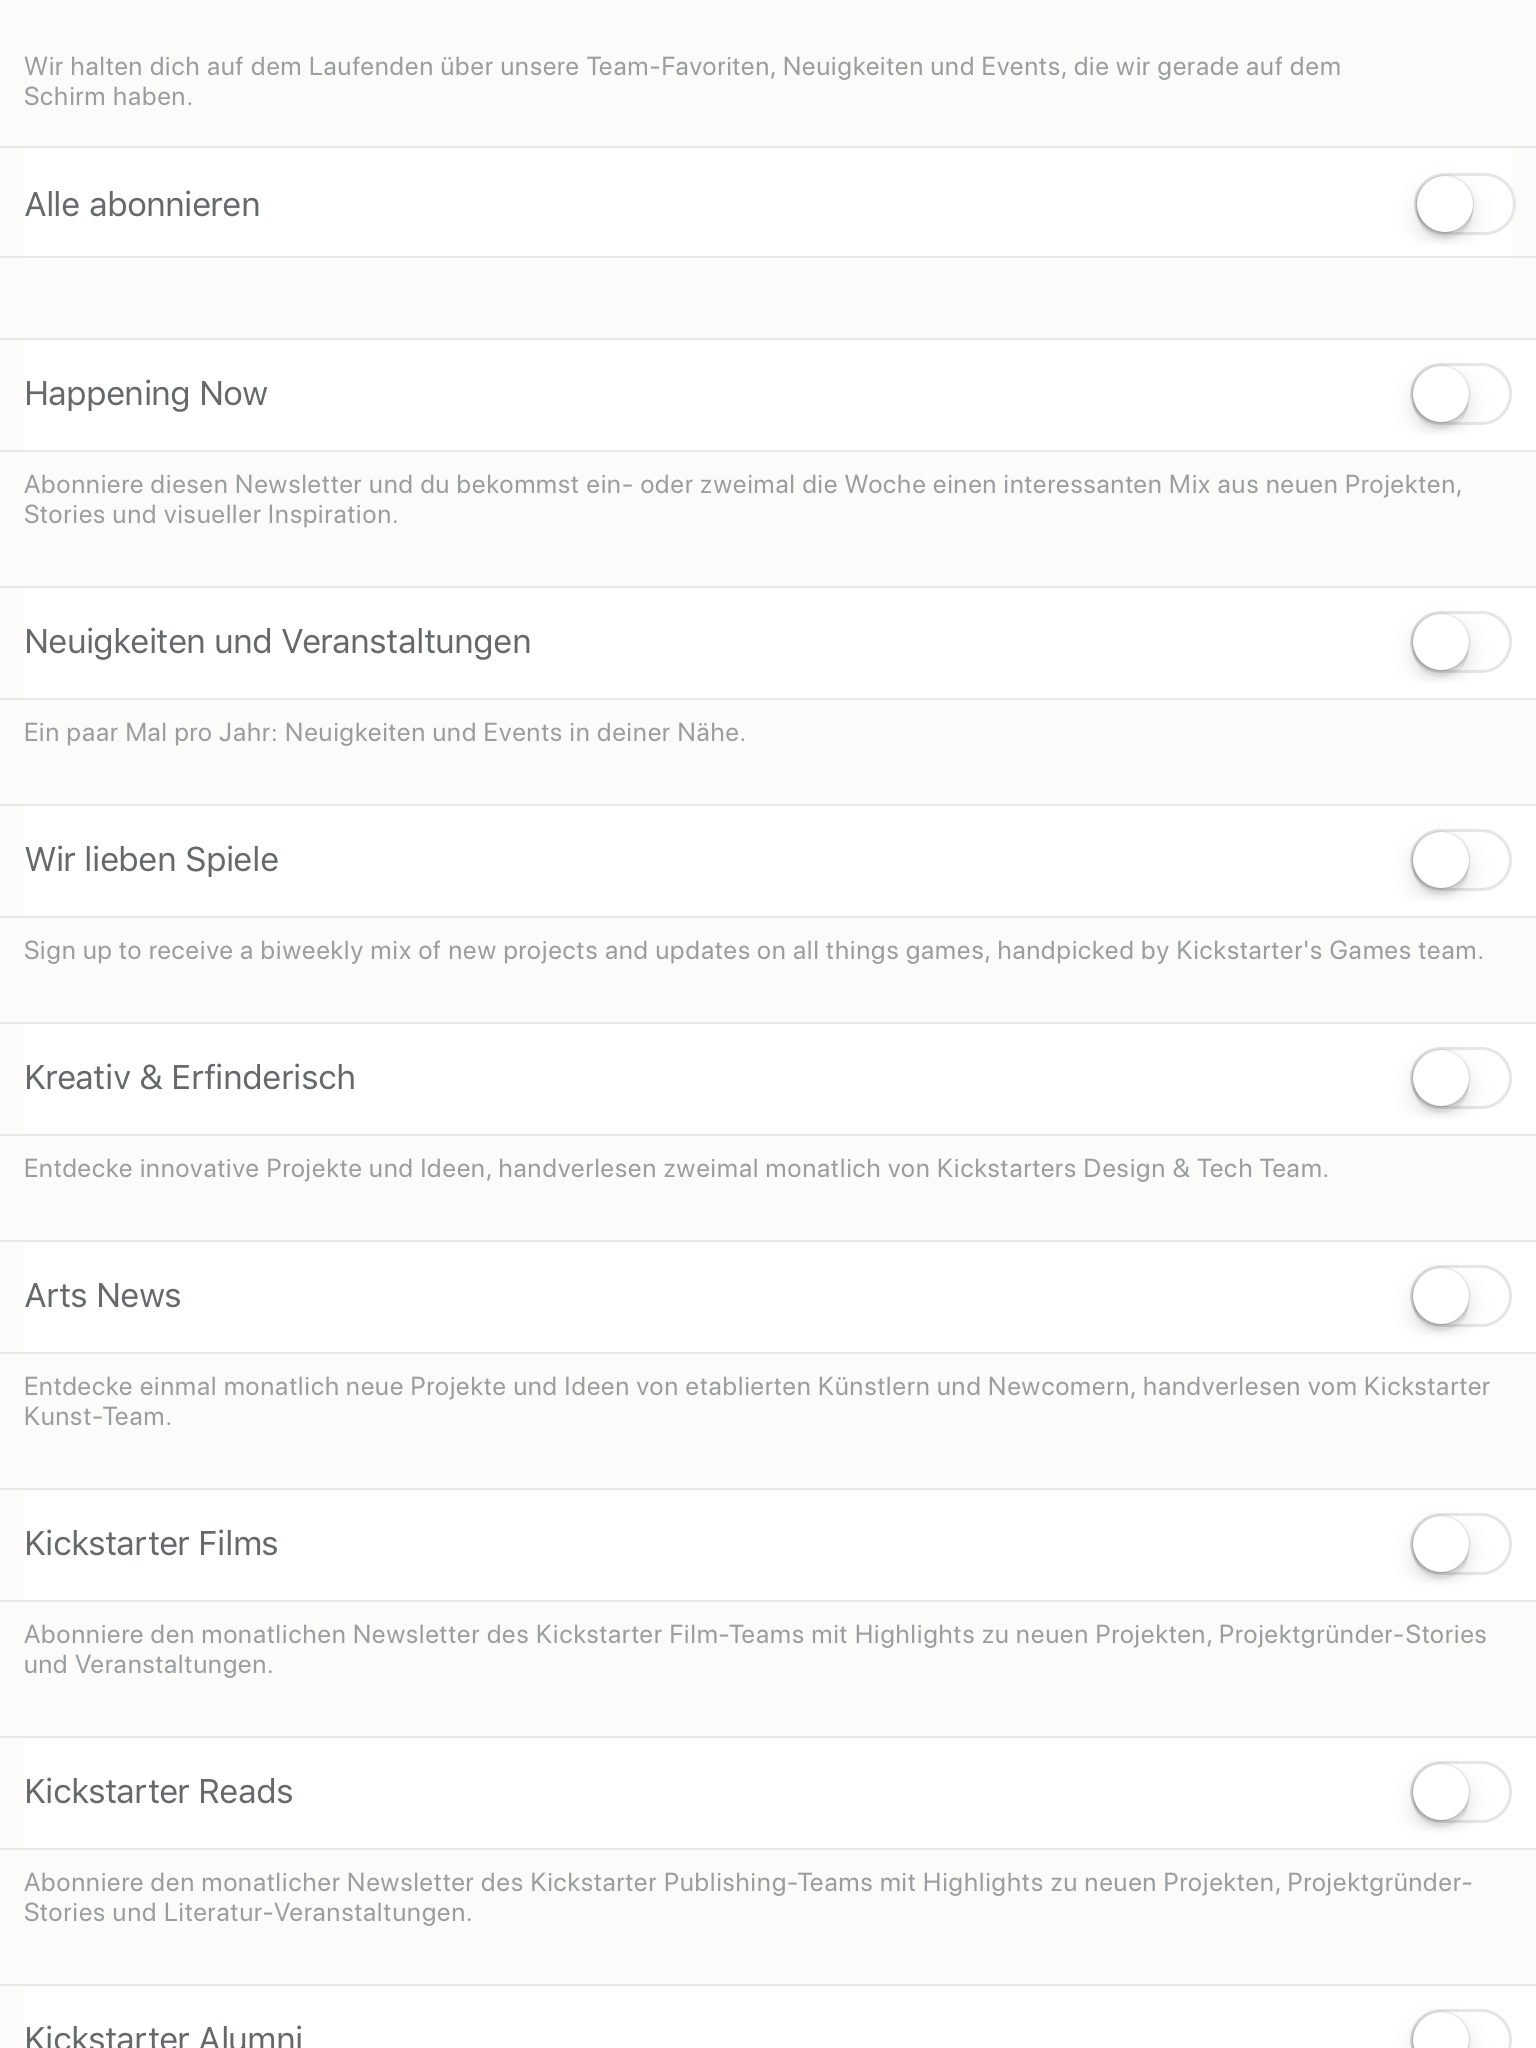 Wir halten dich auf dem Laufenden über unsere Team-Favoriten, Neuigkeiten und Events, die wir gerade auf dem
Schirm haben.
Alle abonnieren
Happening Now
Abonniere diesen Newsletter und du bekommst ein- oder zweimal die Woche einen interessanten Mix aus neuen Projekten,
Stories und visueller Inspiration.
Neuigkeiten und Veranstaltungen
Ein paar Mal pro Jahr: Neuigkeiten und Events in deiner Nähe.
Wir lieben Spiele
Sign up to receive a biweekly mix of new projects and updates on all things games, handpicked by Kickstarter's Games team.
Kreativ & Erfinderisch
Entdecke innovative Projekte und Ideen, handverlesen zweimal monatlich von Kickstarters Design & Tech Team.
Arts News
Entdecke einmal monatlich neue Projekte und Ideen von etablierten Künstlern und Newcomern, handverlesen vom Kickstarter
Kunst-Team.
Kickstarter Films
Abonniere den monatlichen Newsletter des Kickstarter Film-Teams mit Highlights zu neuen Projekten, Projektgründer-Stories
und Veranstaltungen.
Kickstarter Reads
Abonniere den monatlicher Newsletter des Kickstarter Publishing-Teams mit Highlights zu neuen Projekten, Projektgründer-
Stories und Literatur-Veranstaltungen.
Kickstarter Alumni